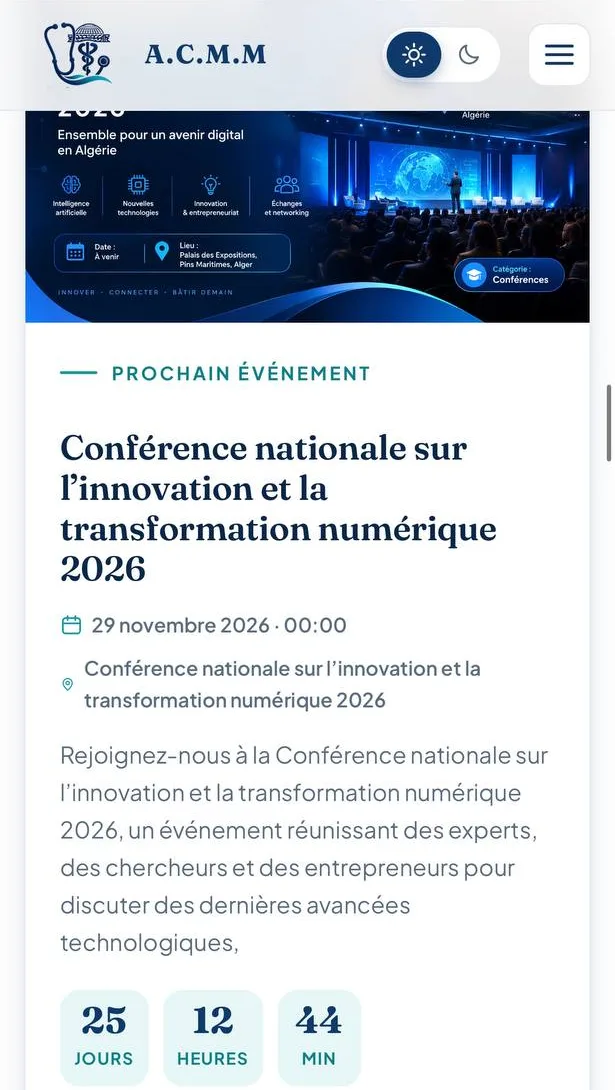 A.C.M.M
2026
Algérie
Ensemble pour un avenir digital
en Algérie
Intelligence
artificielle
Nouvelles
technologies
Innovation
& entrepreneuriat
Échanges
et networking
Date :
À venir
Lieu :
Palais des Expositions,
Pins Maritimes, Alger
Catégorie :
Conférences
INNOVER • CONNECTER • BÂTIR DEMAIN
PROCHAIN ÉVÉNEMENT
Conférence nationale sur
l’innovation et la
transformation numérique
2026
29 novembre 2026 · 00:00
Conférence nationale sur l’innovation et la
transformation numérique 2026
Rejoignez-nous à la Conférence nationale sur
l’innovation et la transformation numérique
2026, un événement réunissant des experts,
des chercheurs et des entrepreneurs pour
discuter des dernières avancées
technologiques,
25
JOURS
12
HEURES
44
MIN